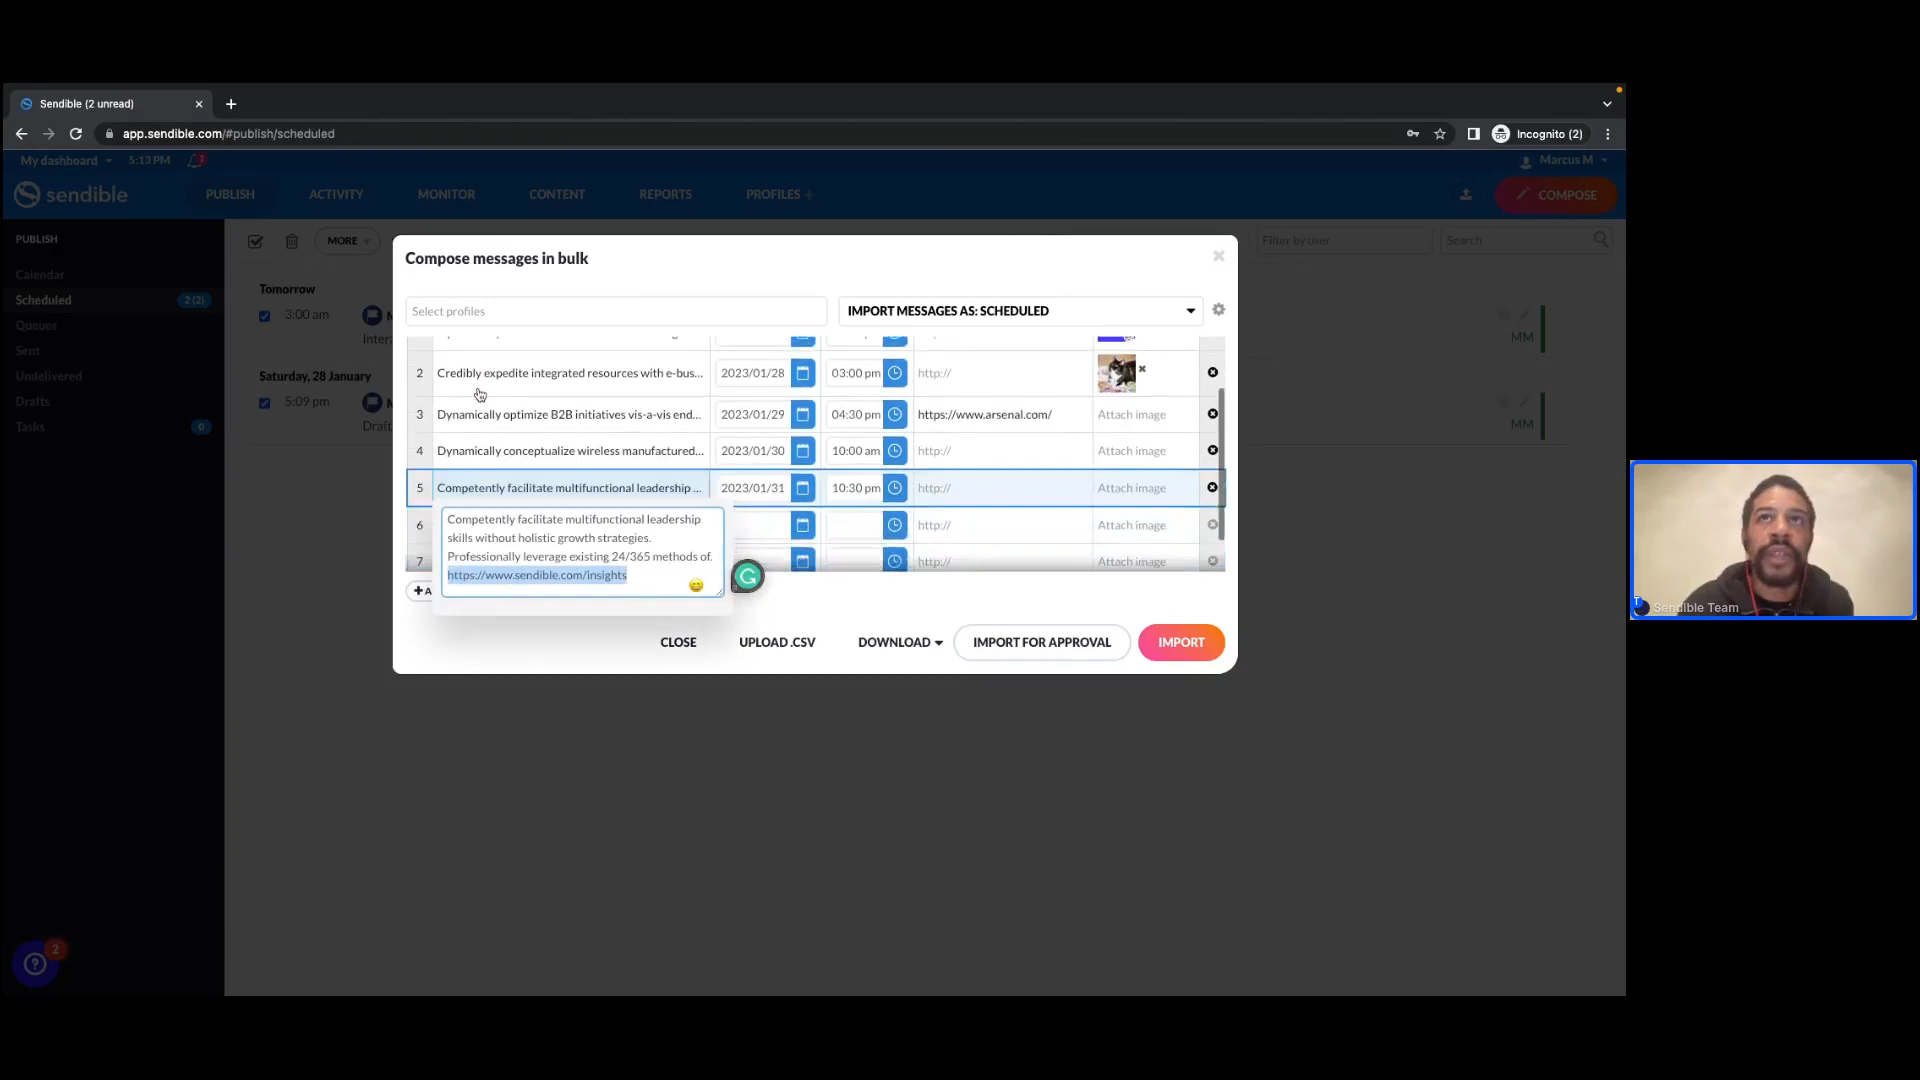 Sendible (2 unread)
app.sendible.com/#publish/scheduled
Incognito (2)
My dashboard
5:13 PM
1
Marcus M
sendible
PUBLISH
ACTIVITY
MONITOR
CONTENT
REPORTS
PROFILES
COMPOSE
PUBLISH
Calendar
Scheduled
2 (2)
Queues
Sent
Undelivered
Drafts
Tasks
0
MORE
Filter by user
Search
Tomorrow
3:00 am
MM
Saturday, 28 January
5:09 pm
MM
Compose messages in bulk
Select profiles
IMPORT MESSAGES AS: SCHEDULED
2 Credibly expedite integrated resources with e-bus... 2023/01/28 03:00 pm http://
3 Dynamically optimize B2B initiatives vis-a-vis end... 2023/01/29 04:30 pm https://www.arsenal.com/ Attach image
4 Dynamically conceptualize wireless manufactured... 2023/01/30 10:00 am http:// Attach image
5 Competently facilitate multifunctional leadership ... 2023/01/31 10:30 pm http:// Attach image
6 http:// Attach image
7 http:// Attach image
Competently facilitate multifunctional leadership
skills without holistic growth strategies.
Professionally leverage existing 24/365 methods of.
https://www.sendible.com/insights
CLOSE
UPLOAD .CSV
DOWNLOAD
IMPORT FOR APPROVAL
IMPORT
2
Sendible Team